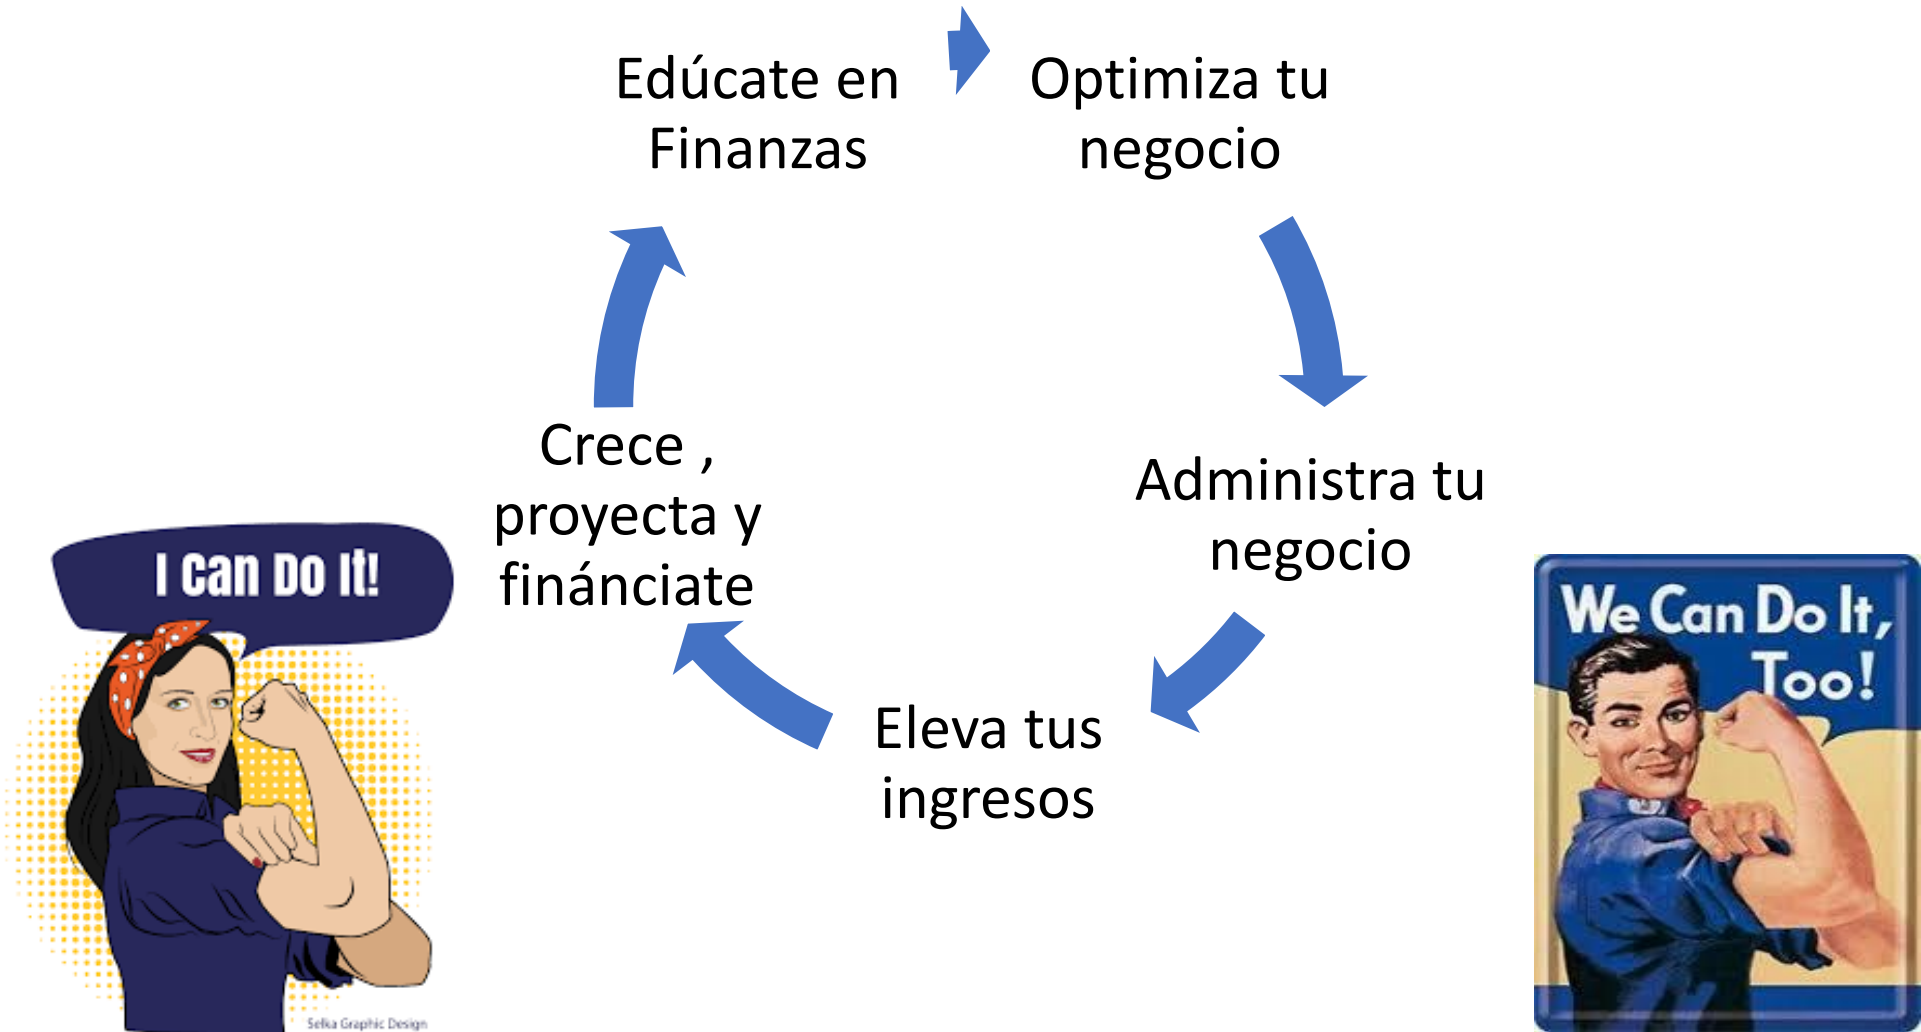 Edúcate en
Finanzas
Optimiza tu
negocio
Administra tu
negocio
Eleva tus
ingresos
Crece ,
proyecta y
fináncíate
I Can Do It!
Selka Graphic Design
We Can Do It,
Too!